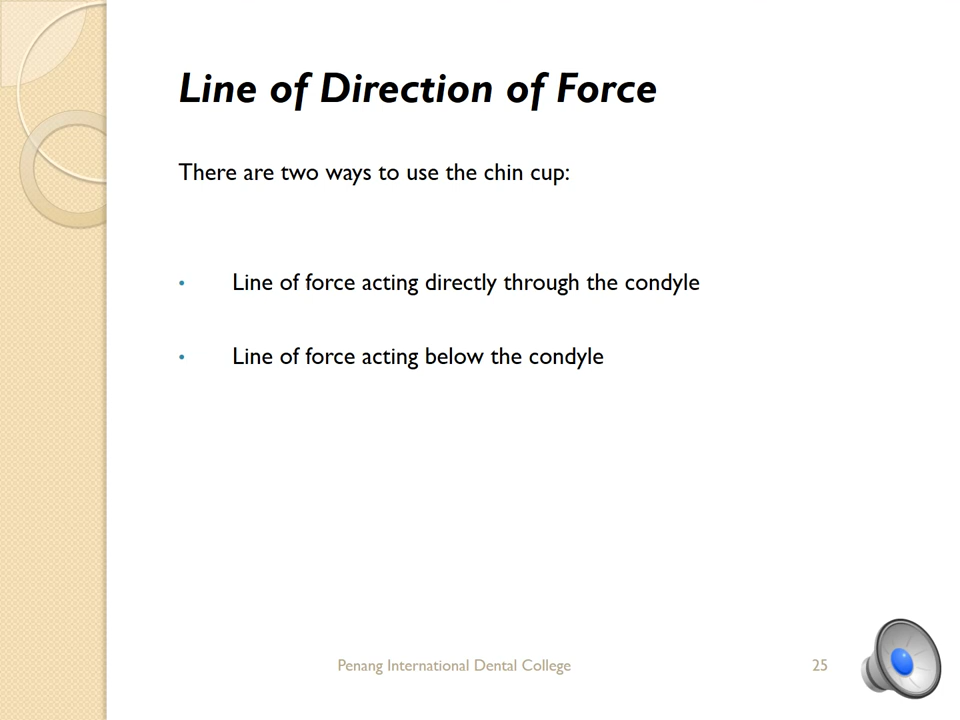 Line of Direction of Force
There are two ways to use the chin cup:
• Line of force acting directly through the condyle
• Line of force acting below the condyle
Penang International Dental College 25